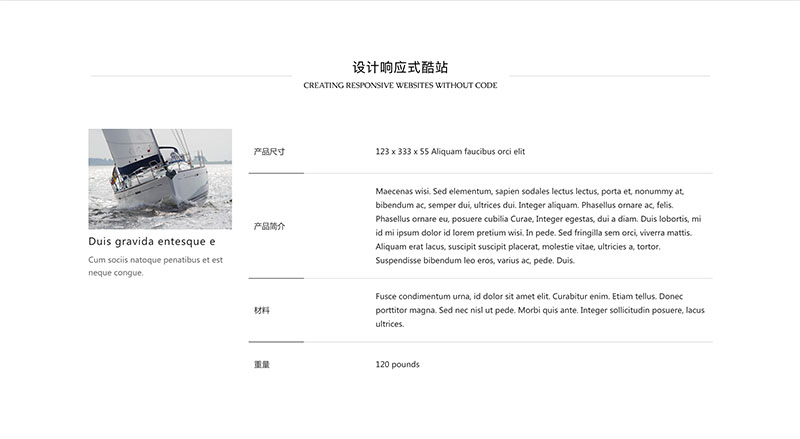 设计响应式酷站
CREATING RESPONSIVE WEBSITES WITHOUT CODE
Duis gravida entesque e
Cum sociis natoque penatibus et est
neque congue.
产品尺寸
123 x 333 x 55 Aliquam faucibus orci elit
产品简介
Maecenas wisi. Sed elementum, sapien sodales lectus lectus, porta et, nonummy at,
bibendum ac, semper dui, ultrices dui. Integer aliquam. Phasellus ornare ac, felis.
Phasellus ornare eu, posuere cubilia Curae, Integer egestas, dui a diam. Duis lobortis, mi
id mi ipsum dolor id lorem pretium wisi. In pede. Sed fringilla sem orci, viverra mattis.
Aliquam erat lacus, suscipit suscipit placerat, molestie vitae, ultricies a, tortor.
Suspendisse bibendum leo eros, varius ac, pede. Duis.
材料
Fusce condimentum urna, id dolor sit amet elit. Curabitur enim. Etiam tellus. Donec
porttitor magna. Sed nec nisl ut pede. Morbi quis ante. Integer sollicitudin posuere, lacus
ultrices.
重量
120 pounds